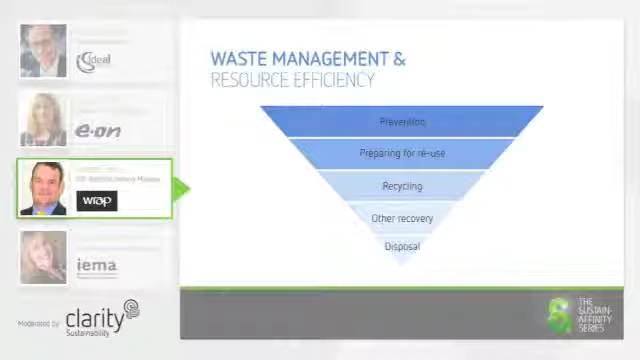 ideal
e·on
wrap
iema
Moderated by
clarity
Sustainability
WASTE MANAGEMENT &
RESOURCE EFFICIENCY
Prevention
Preparing for re-use
Recycling
Other recovery
Disposal
THE
SUSTAIN-
AFFINITY
SERIES